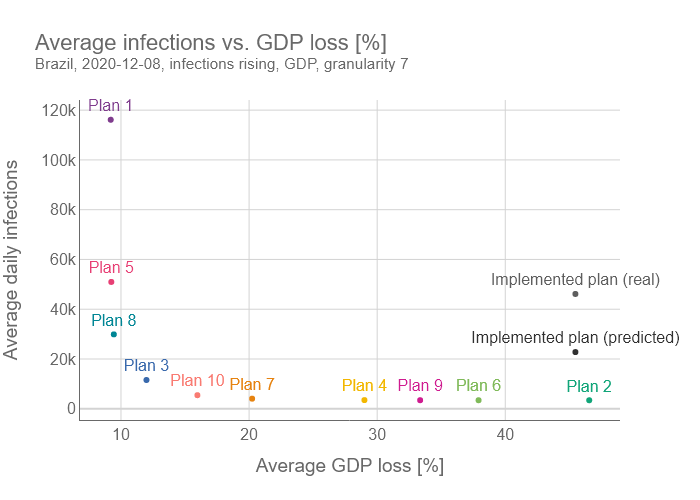 Average infections vs. GDP loss [%]
Brazil, 2020-12-08, infections rising, GDP, granularity 7
Average daily infections
120k
100k
80k
60k
40k
20k
0
Plan 1
Plan 5
Implemented plan (real)
Plan 8
Implemented plan (predicted)
Plan 3
Plan 10
Plan 7
Plan 4
Plan 9
Plan 6
Plan 2
10
20
30
40
Average GDP loss [%]